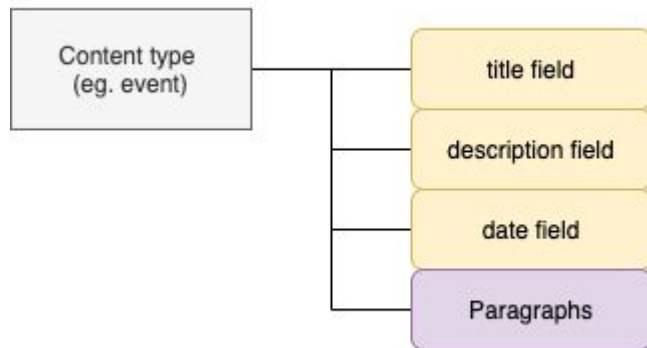 Content type
(eg. event)
title field
description field
date field
Paragraphs